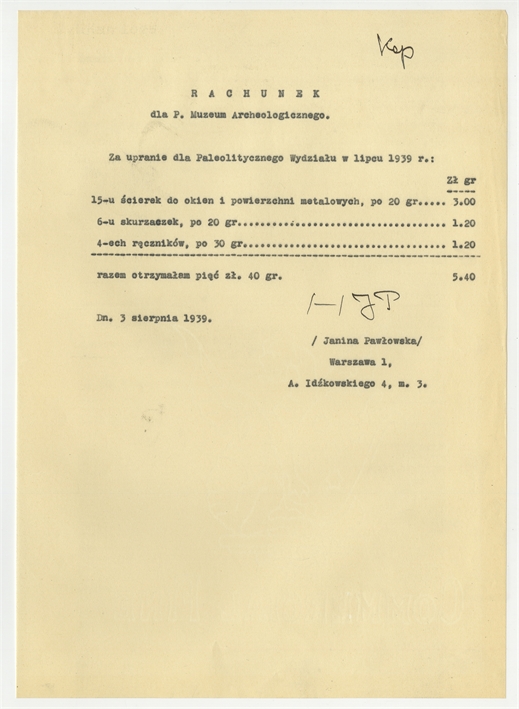 Kop
R A C H U N E K
dla P. Muzeum Archeologicznego.
Za upranie dla Paleolitycznego Wydziału w lipcu 1939 r.:
Zł gr
15-u ścierek do okien i powierzchni metalowych, po 20 gr..... 3.00
6-u skurzaczek, po 20 gr..................................... 1.20
4-ech ręczników, po 30 gr.................................... 1.20
razem otrzymałem pięć zł. 40 gr. 5.40
/-/ JP
Dn. 3 sierpnia 1939.
/ Janina Pawłowska/
Warszawa 1,
A. Idźkowskiego 4, m. 3.